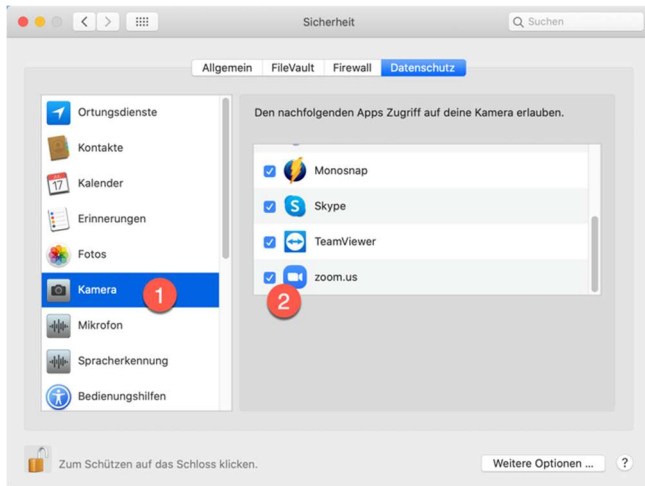 Sicherheit
Suchen
Allgemein FileVault Firewall Datenschutz
Ortungsdienste
Kontakte
17
Kalender
Erinnerungen
Fotos
Kamera
1
Mikrofon
Spracherkennung
Bedienungshilfen
Den nachfolgenden Apps Zugriff auf deine Kamera erlauben.
Monosnap
S
Skype
TeamViewer
zoom.us
2
Zum Schützen auf das Schloss klicken.
Weitere Optionen ...
?